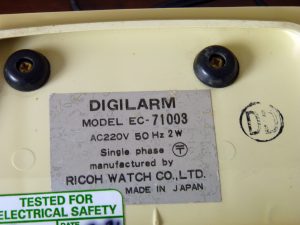 DIGILARM
MODEL EC-71003
AC220V 50 Hz 2W
Single phase 〒
manufactured by
RICOH WATCH CO., LTD.
MADE IN JAPAN
TESTED FOR
ELECTRICAL SAFETY
DATE